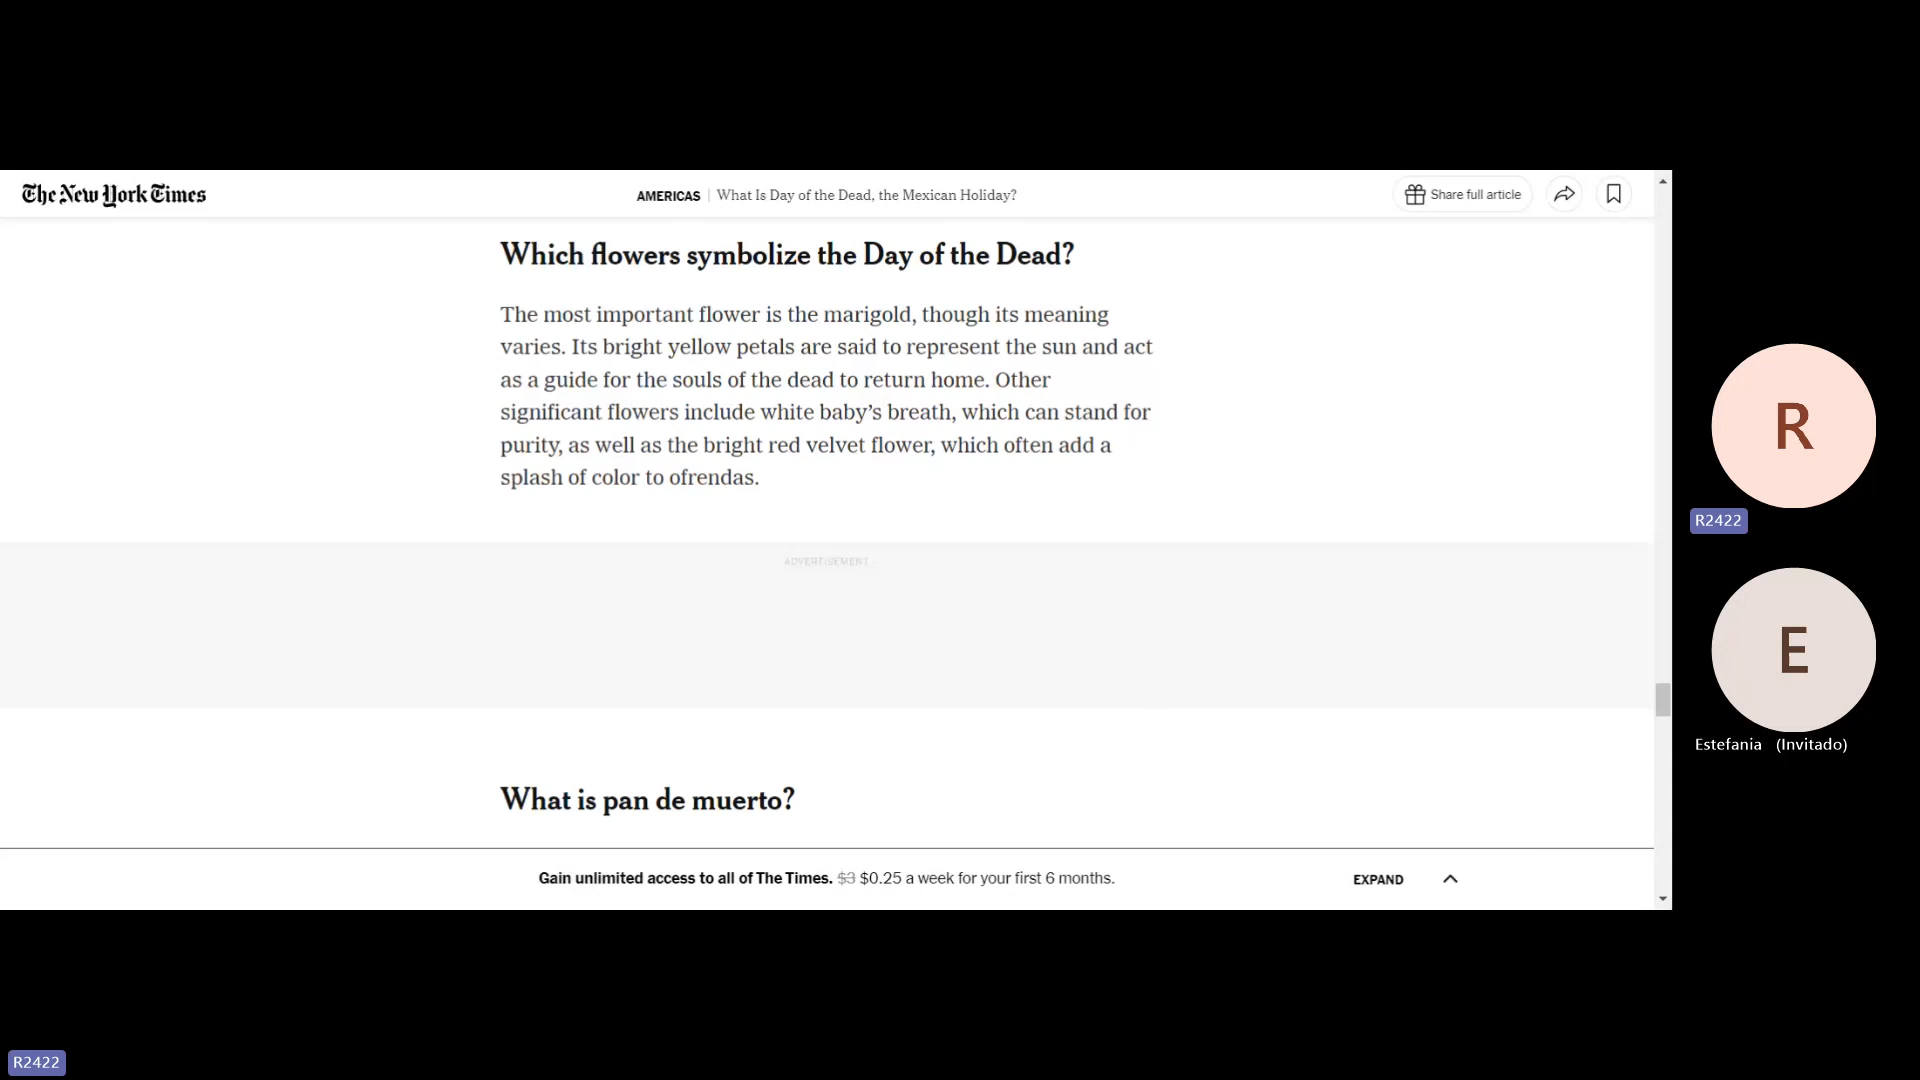 The New York Times
AMERICAS | What Is Day of the Dead, the Mexican Holiday?
Share full article
Which flowers symbolize the Day of the Dead?
The most important flower is the marigold, though its meaning
varies. Its bright yellow petals are said to represent the sun and act
as a guide for the souls of the dead to return home. Other
significant flowers include white baby’s breath, which can stand for
purity, as well as the bright red velvet flower, which often add a
splash of color to ofrendas.
ADVERTISEMENT
What is pan de muerto?
Gain unlimited access to all of The Times. $3 $0.25 a week for your first 6 months.
EXPAND
R
R2422
E
Estefania (Invitado)
R2422